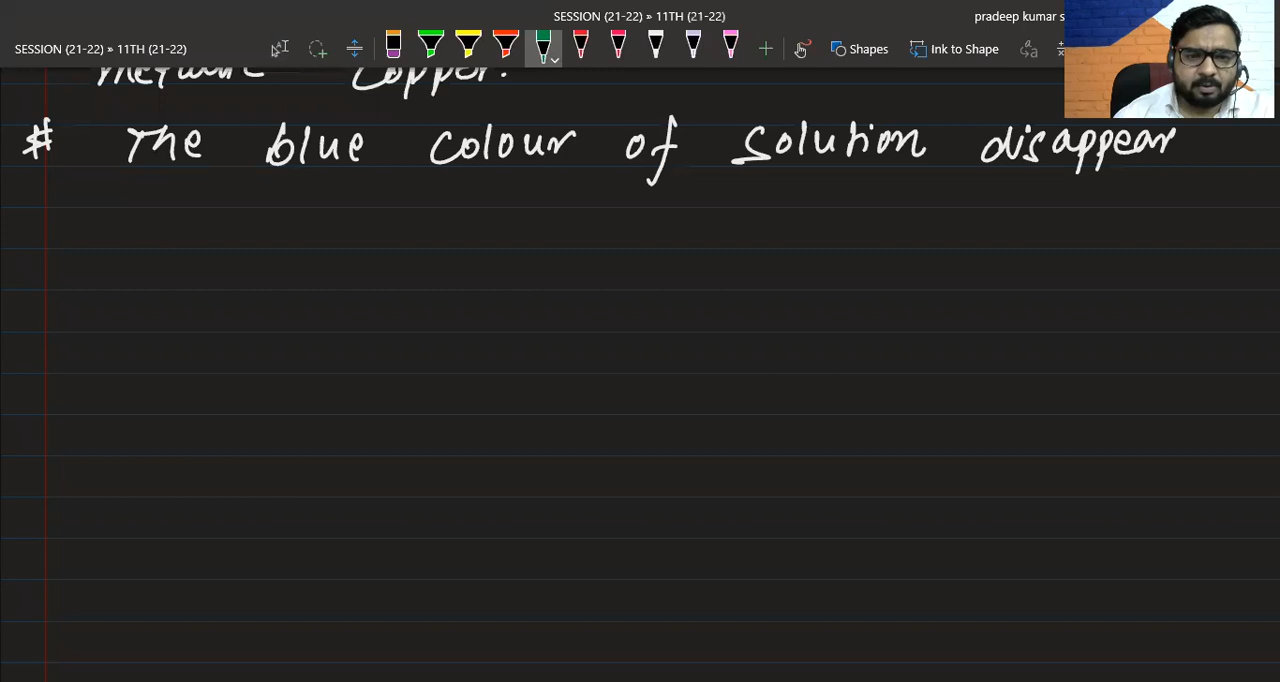 SESSION (21-22) » 11TH (21-22)
pradeep kumar s
SESSION (21-22) » 11TH (21-22)
Shapes
Ink to Shape
copper.
# The blue colour of solution disappear